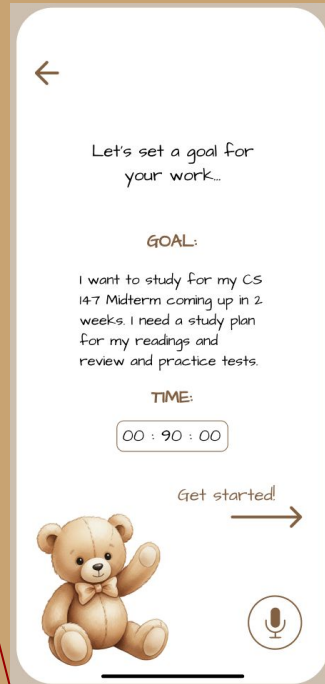 Let's set a goal for
your work...
GOAL:
I want to study for my CS
147 Midterm coming up in 2
weeks. I need a study plan
for my readings and
review and practice tests.
TIME:
00 : 90 : 00
Get started!